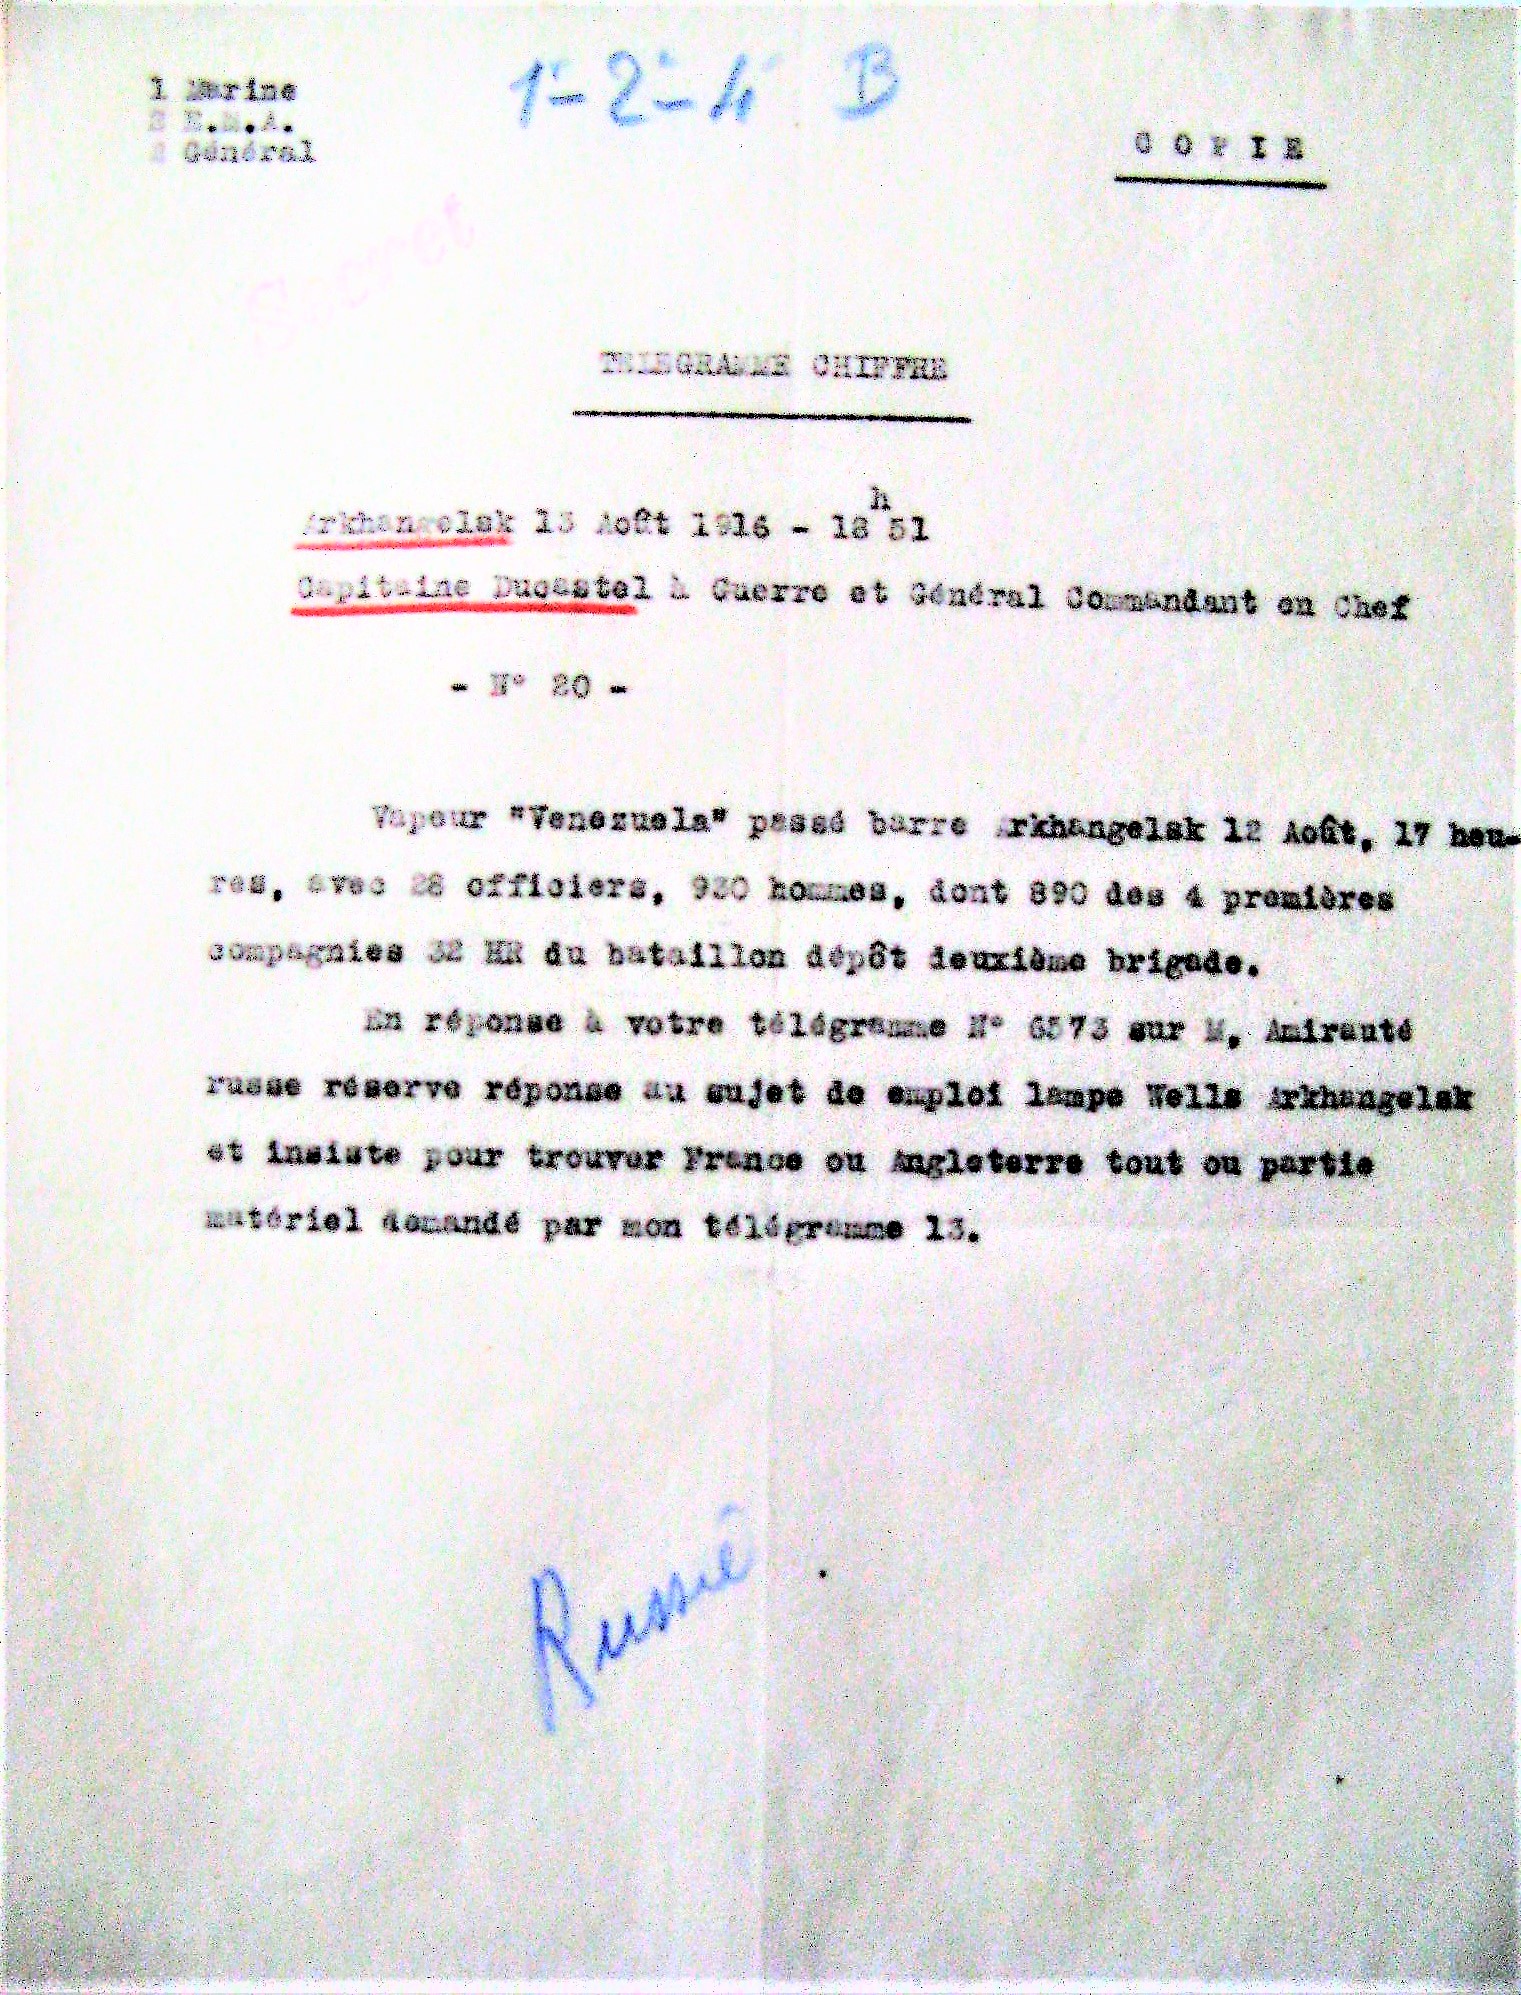 1 Marine
2 E.M.A.
2 Général
1 - 2 - 4 B
COPIE
Secret
TELEGRAMME CHIFFRE
Arkhangelsk 13 Août 1916 - 18h51
Capitaine Ducastel à Guerre et Général Commandant en Chef
- N° 20 -
Vapeur "Venezuela" passé barre Arkhangelsk 12 Août, 17 heu-
res, avec 28 officiers, 930 hommes, dont 890 des 4 premières
compagnies 32 HR du bataillon dépôt deuxième brigade.
En réponse à votre télégramme N° 6573 sur M, Amirauté
russe réserve réponse au sujet de emploi lampe Wells Arkhangelsk
et insiste pour trouver France ou Angleterre tout ou partie
matériel demandé par mon télégramme 13.
Russie